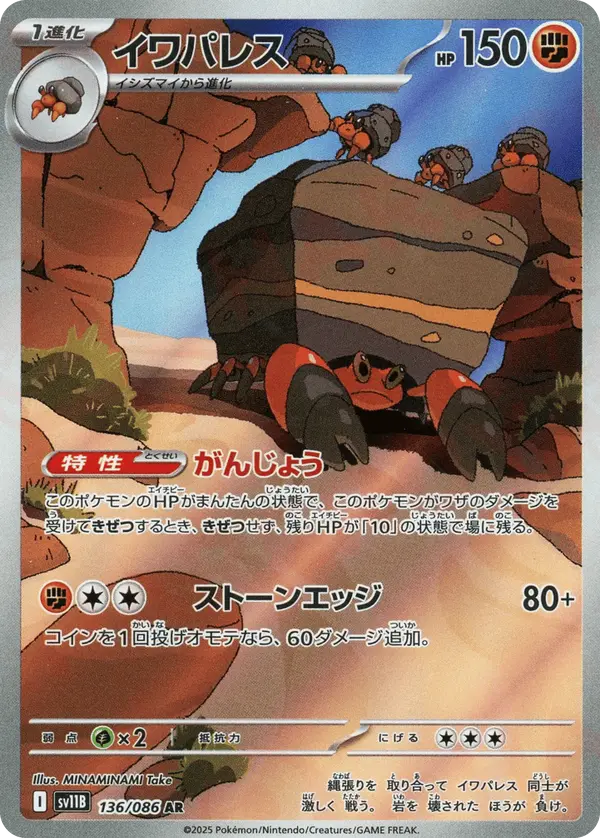 1進化
イワパレス
HP150
イシズマイから進化
特性
とくせい
がんじょう
このポケモンのHPがまんたんの状態で、このポケモンがワザのダメージを
受けてきぜつするとき、きぜつせず、残りHPが「10」の状態で場に残る。
ストーンエッジ 80+
コインを1回投げオモテなら、60ダメージ追加。
弱点 ×2 抵抗力 にげる
Illus. MINAMINAMI Take
I sv11B 136/086 AR
縄張りを 取り合って イワパレス 同士が
激しく 戦う。 岩を 壊された ほうが 負け。
©2025 Pokémon/Nintendo/Creatures/GAME FREAK.